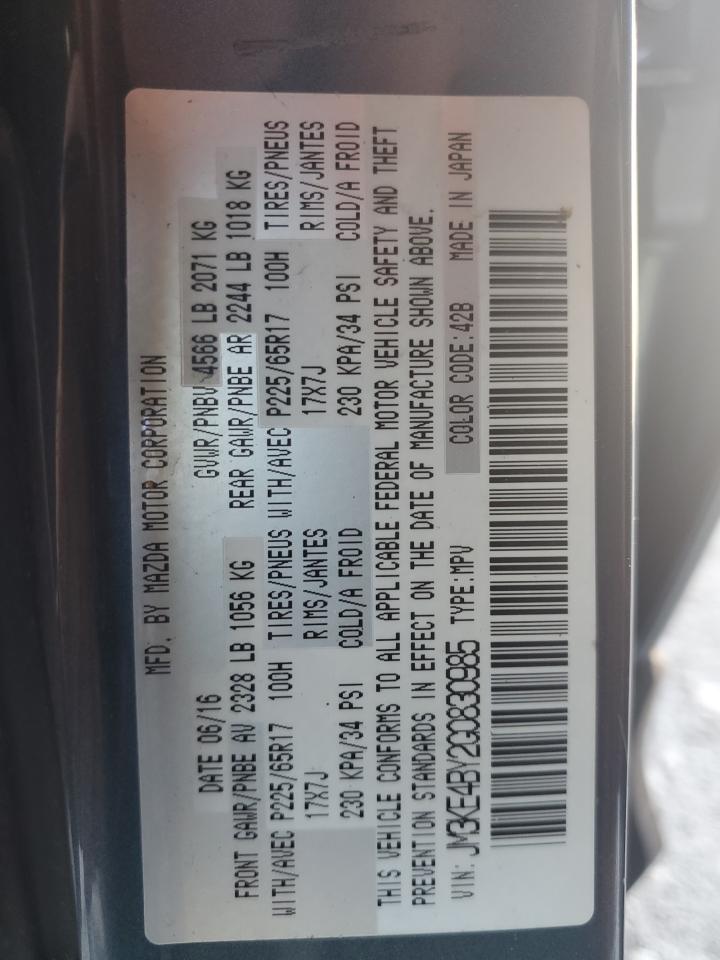 MFD. BY MAZDA MOTOR CORPORATION
DATE 06/16 GVWR/PNBV 4566 LB 2071 KG
FRONT GAWR/PNBE AV 2328 LB 1056 KG REAR GAWR/PNBE AR 2244 LB 1018 KG
WITH/AVEC P225/65R17 100H TIRES/PNEUS WITH/AVEC P225/65R17 100H TIRES/PNEUS
17X7J RIMS/JANTES 17X7J RIMS/JANTES
230 KPA/34 PSI COLD/A FROID 230 KPA/34 PSI COLD/A FROID
THIS VEHICLE CONFORMS TO ALL APPLICABLE FEDERAL MOTOR VEHICLE SAFETY AND THEFT
PREVENTION STANDARDS IN EFFECT ON THE DATE OF MANUFACTURE SHOWN ABOVE.
VIN: JM3KE4BY2G0830985 TYPE:MPV COLOR CODE:42B MADE IN JAPAN